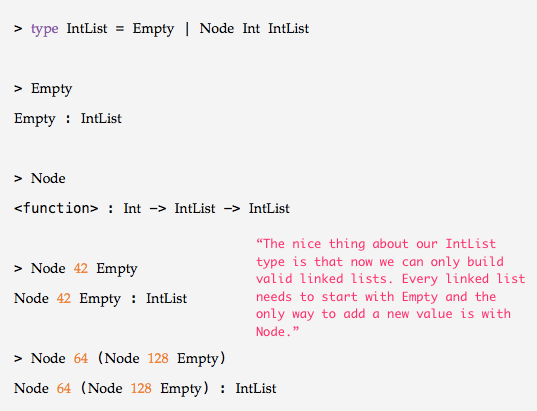 > type IntList = Empty | Node Int IntList
> Empty
Empty : IntList
> Node
<function> : Int -> IntList -> IntList
> Node 42 Empty
Node 42 Empty : IntList
“The nice thing about our IntList
type is that now we can only build
valid linked lists. Every linked list
needs to start with Empty and the
only way to add a new value is with
Node.”
> Node 64 (Node 128 Empty)
Node 64 (Node 128 Empty) : IntList